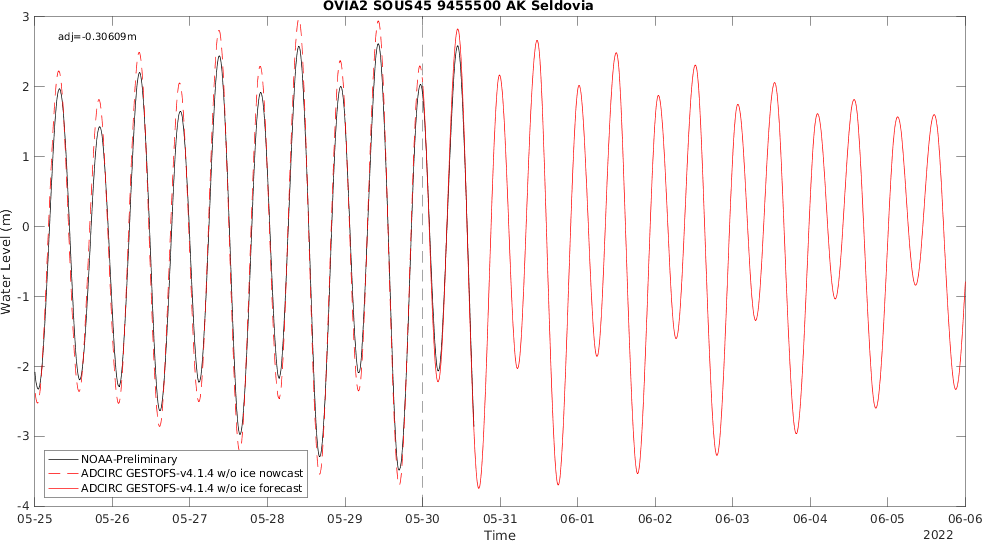 OVIA2 SOUS45 9455500 AK Seldovia
adj=-0.30609m
3
2
1
0
-1
-2
-3
-4
Water Level (m)
NOAA-Preliminary
ADCIRC GESTOFS-v4.1.4 w/o ice nowcast
ADCIRC GESTOFS-v4.1.4 w/o ice forecast
05-25 05-26 05-27 05-28 05-29 05-30 05-31 06-01 06-02 06-03 06-04 06-05 06-06
Time
2022